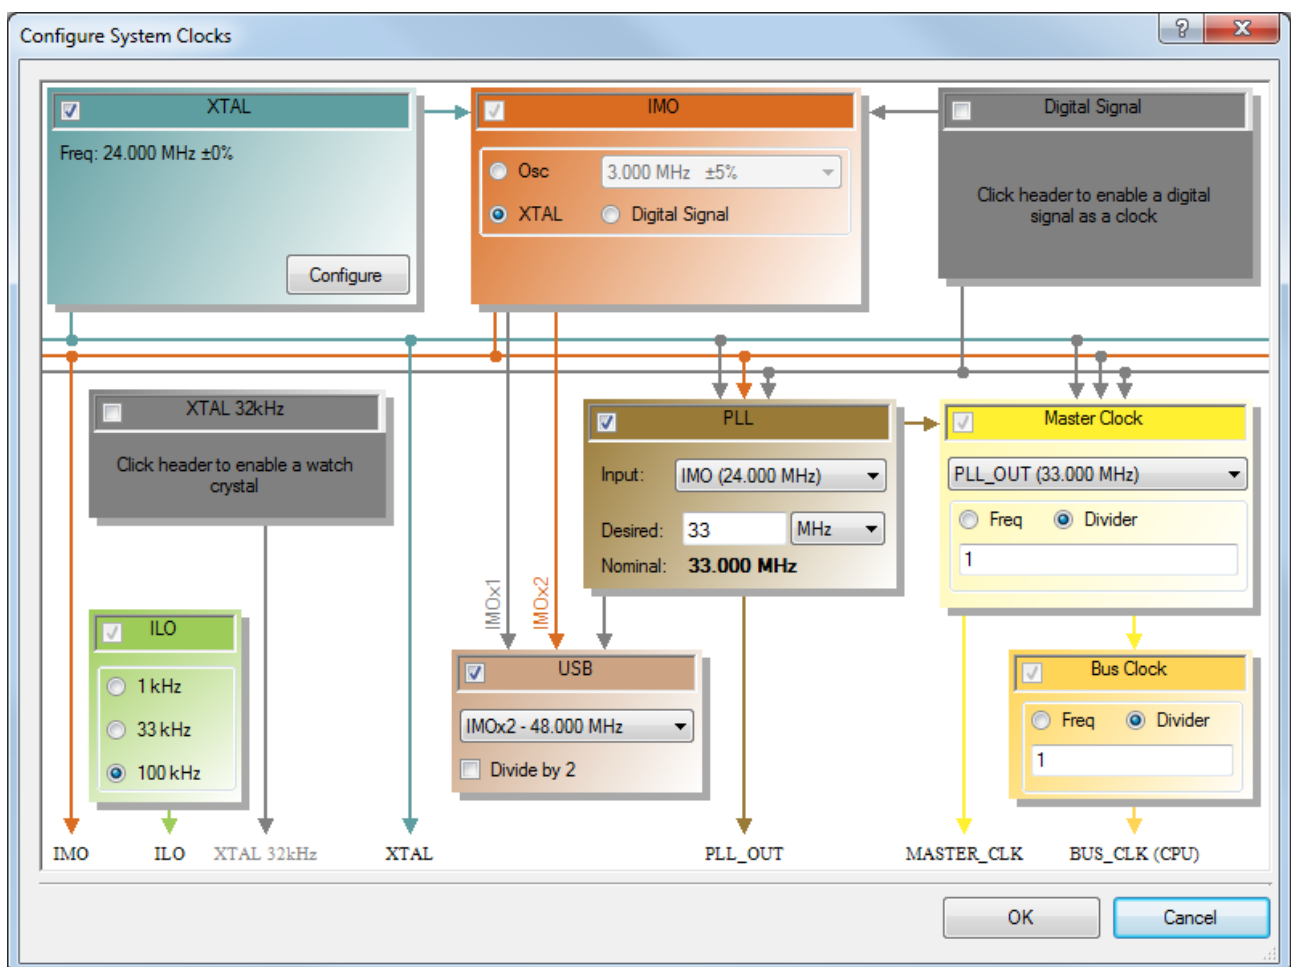 Configure System Clocks
XTAL
Freq: 24.000 MHz ±0%
Configure
IMO
Osc
3.000 MHz ±5%
XTAL
Digital Signal
Digital Signal
Click header to enable a digital
signal as a clock
XTAL 32kHz
Click header to enable a watch
crystal
PLL
Input:
IMO (24.000 MHz)
Desired:
33
MHz
Nominal:
33.000 MHz
Master Clock
PLL_OUT (33.000 MHz)
Freq
Divider
1
IMOx1
IMOx2
ILO
1 kHz
33 kHz
100 kHz
USB
IMOx2 - 48.000 MHz
Divide by 2
Bus Clock
Freq
Divider
1
IMO
ILO
XTAL 32kHz
XTAL
PLL_OUT
MASTER_CLK
BUS_CLK (CPU)
OK
Cancel